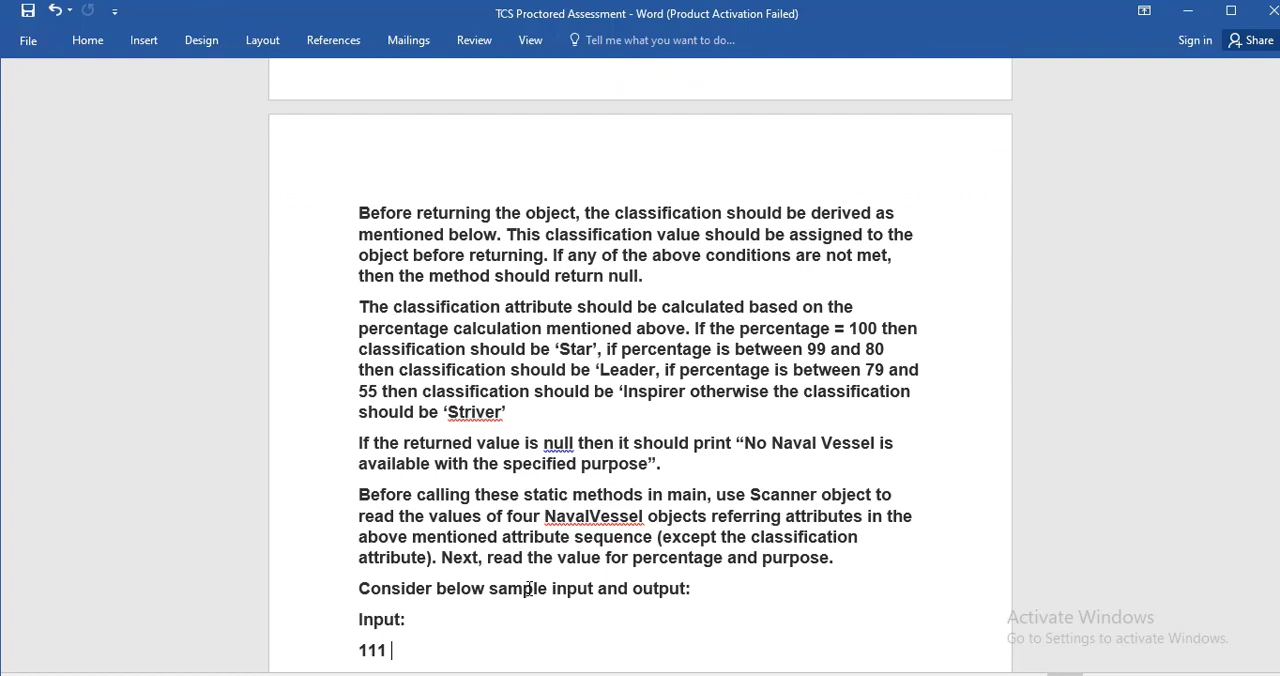 TCS Proctored Assessment - Word (Product Activation Failed)
File Home Insert Design Layout References Mailings Review View Tell me what you want to do... Sign in Share
Before returning the object, the classification should be derived as
mentioned below. This classification value should be assigned to the
object before returning. If any of the above conditions are not met,
then the method should return null.
The classification attribute should be calculated based on the
percentage calculation mentioned above. If the percentage = 100 then
classification should be ‘Star’, if percentage is between 99 and 80
then classification should be ‘Leader, if percentage is between 79 and
55 then classification should be ‘Inspirer otherwise the classification
should be ‘Striver’
If the returned value is null then it should print “No Naval Vessel is
available with the specified purpose”.
Before calling these static methods in main, use Scanner object to
read the values of four NavalVessel objects referring attributes in the
above mentioned attribute sequence (except the classification
attribute). Next, read the value for percentage and purpose.
Consider below sample input and output:
Input:
111
Activate Windows
Go to Settings to activate Windows.